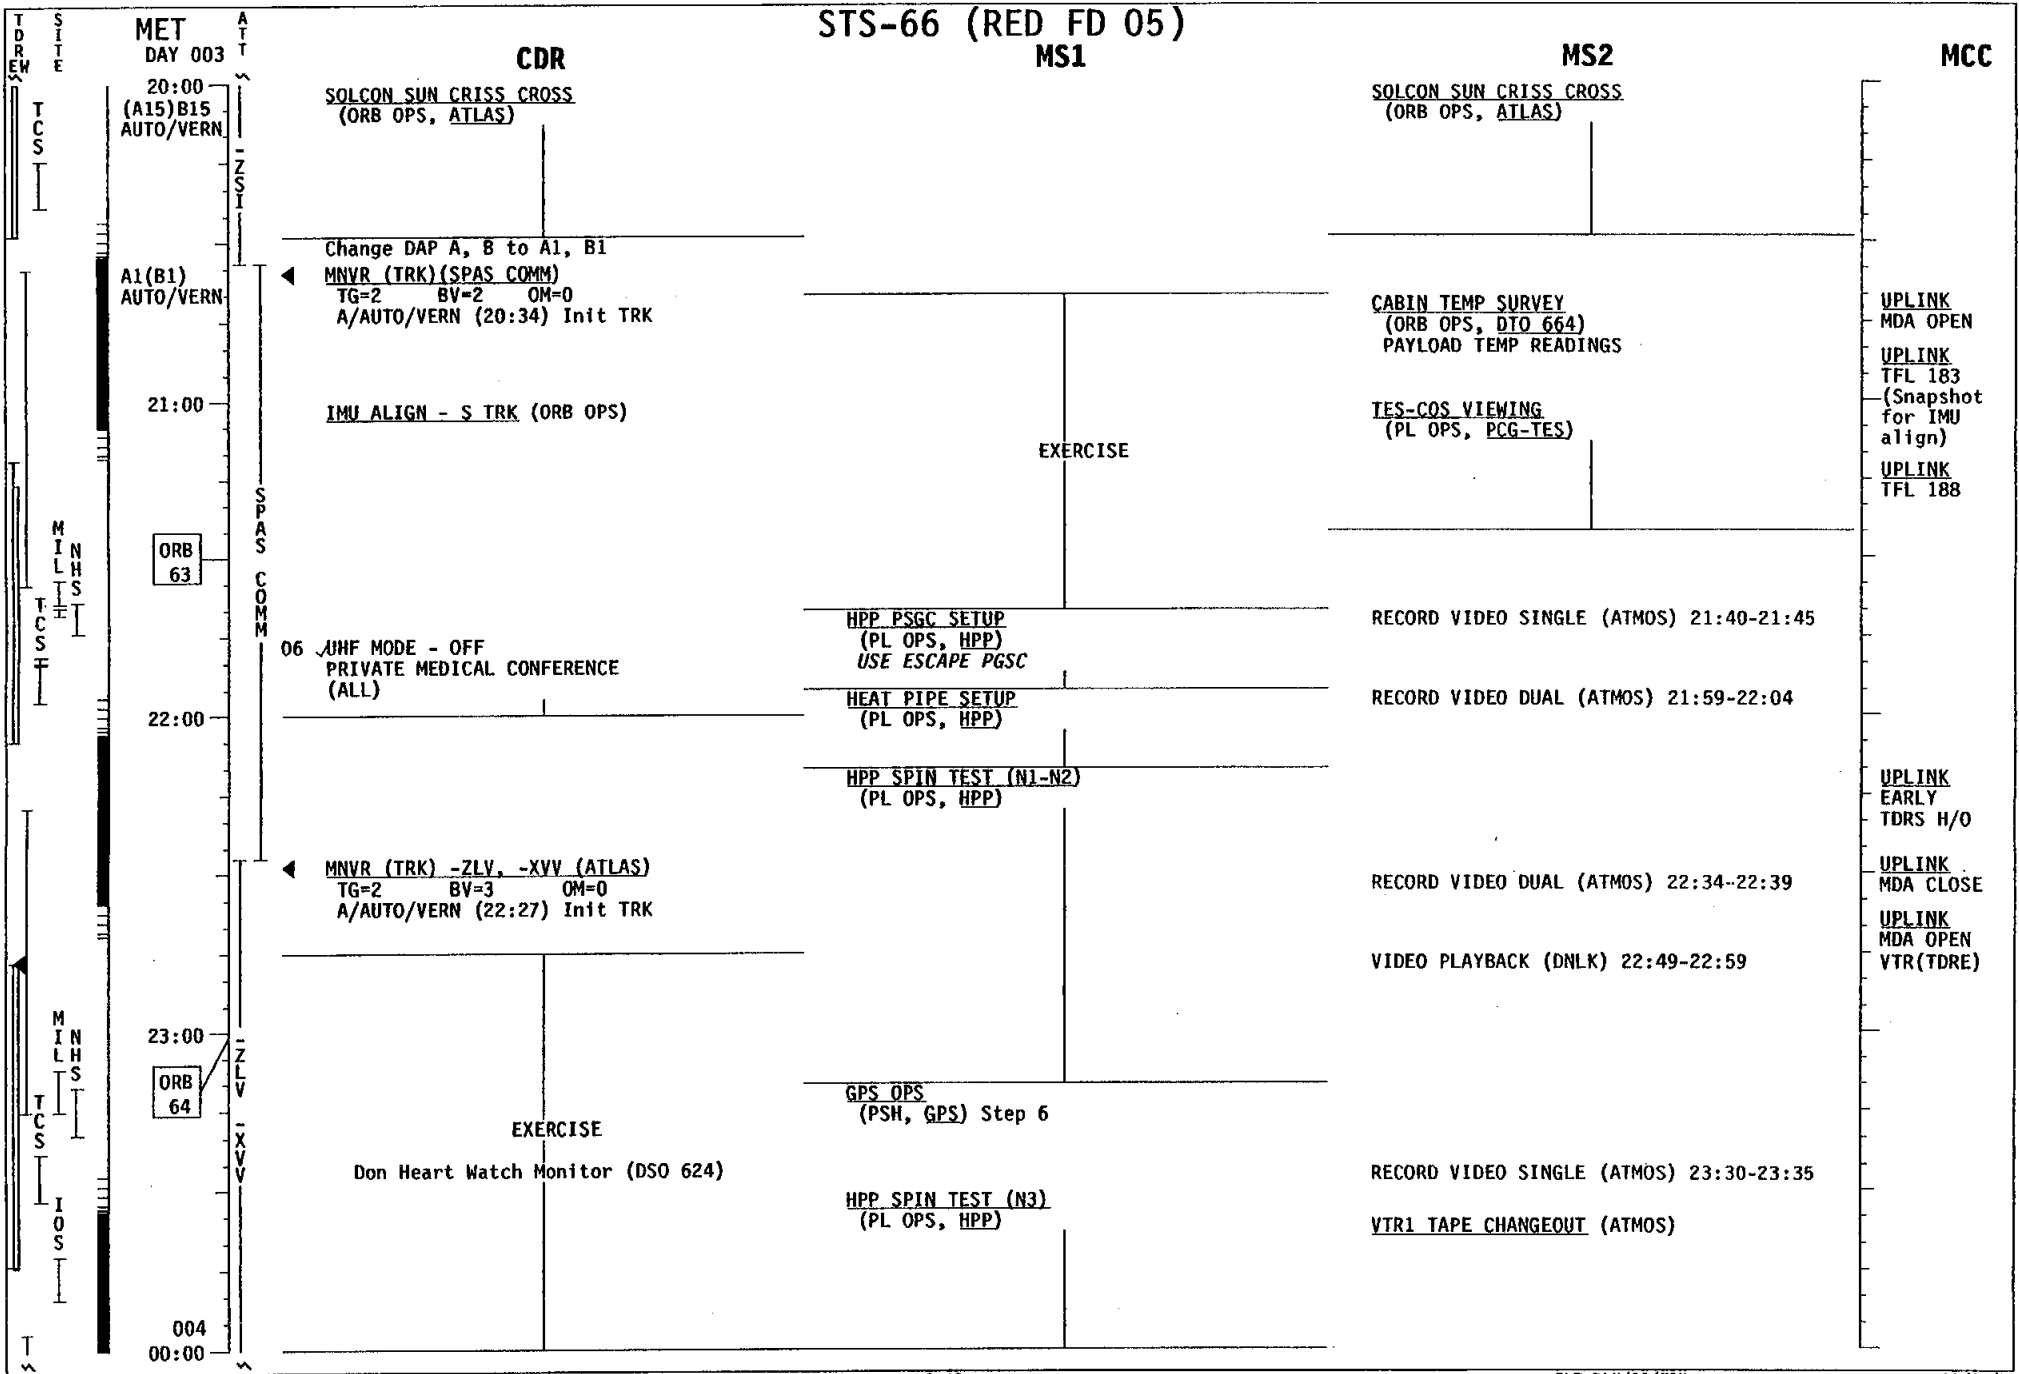 STS-66 (RED FD 05)
TDRW
E
SITE
MET
DAY 003
ATT
CDR
MS1
MS2
MCC
20:00
(A15)B15
AUTO/VERN
TCS
-ZSI
SOLCON SUN CRISS CROSS
(ORB OPS, ATLAS)
Change DAP A, B to A1, B1
A1(B1)
AUTO/VERN
MNVR (TRK)(SPAS COMM)
TG=2 BV=2 OM=0
A/AUTO/VERN (20:34) Init TRK
21:00
IMU ALIGN - S TRK (ORB OPS)
SPAS COMM
MIL
NHS
TCS
ORB
63
06 √UHF MODE - OFF
PRIVATE MEDICAL CONFERENCE
(ALL)
22:00
MNVR (TRK) -ZLV, -XVV (ATLAS)
TG=2 BV=3 OM=0
A/AUTO/VERN (22:27) Init TRK
23:00
MIL
NHS
TCS
IOS
ORB
64
-ZLV -XVV
EXERCISE
Don Heart Watch Monitor (DSO 624)
004
00:00
EXERCISE
HPP PSGC SETUP
(PL OPS, HPP)
USE ESCAPE PGSC
HEAT PIPE SETUP
(PL OPS, HPP)
HPP SPIN TEST (N1-N2)
(PL OPS, HPP)
GPS OPS
(PSH, GPS) Step 6
HPP SPIN TEST (N3)
(PL OPS, HPP)
SOLCON SUN CRISS CROSS
(ORB OPS, ATLAS)
CABIN TEMP SURVEY
(ORB OPS, DTO 664)
PAYLOAD TEMP READINGS
TES-COS VIEWING
(PL OPS, PCG-TES)
RECORD VIDEO SINGLE (ATMOS) 21:40-21:45
RECORD VIDEO DUAL (ATMOS) 21:59-22:04
RECORD VIDEO DUAL (ATMOS) 22:34-22:39
VIDEO PLAYBACK (DNLK) 22:49-22:59
RECORD VIDEO SINGLE (ATMOS) 23:30-23:35
VTR1 TAPE CHANGEOUT (ATMOS)
UPLINK
MDA OPEN
UPLINK
TFL 183
(Snapshot
for IMU
align)
UPLINK
TFL 188
UPLINK
EARLY
TDRS H/O
UPLINK
MDA CLOSE
UPLINK
MDA OPEN
VTR(TDRE)